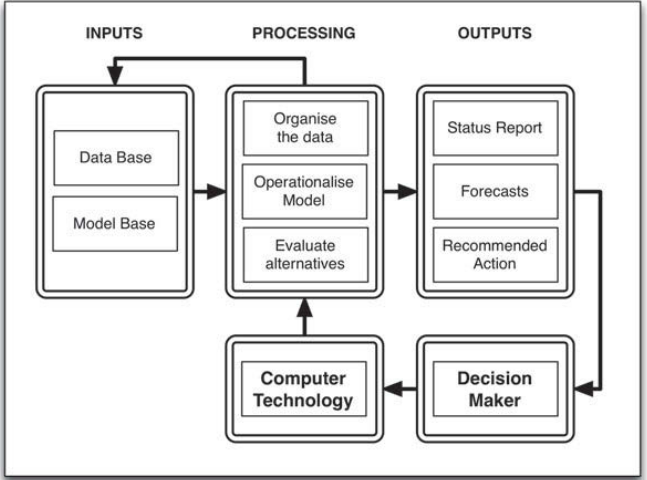 INPUTS
PROCESSING
OUTPUTS
Data Base
Model Base
Organise
the data
Operationalise
Model
Evaluate
alternatives
Status Report
Forecasts
Recommended
Action
Computer
Technology
Decision
Maker